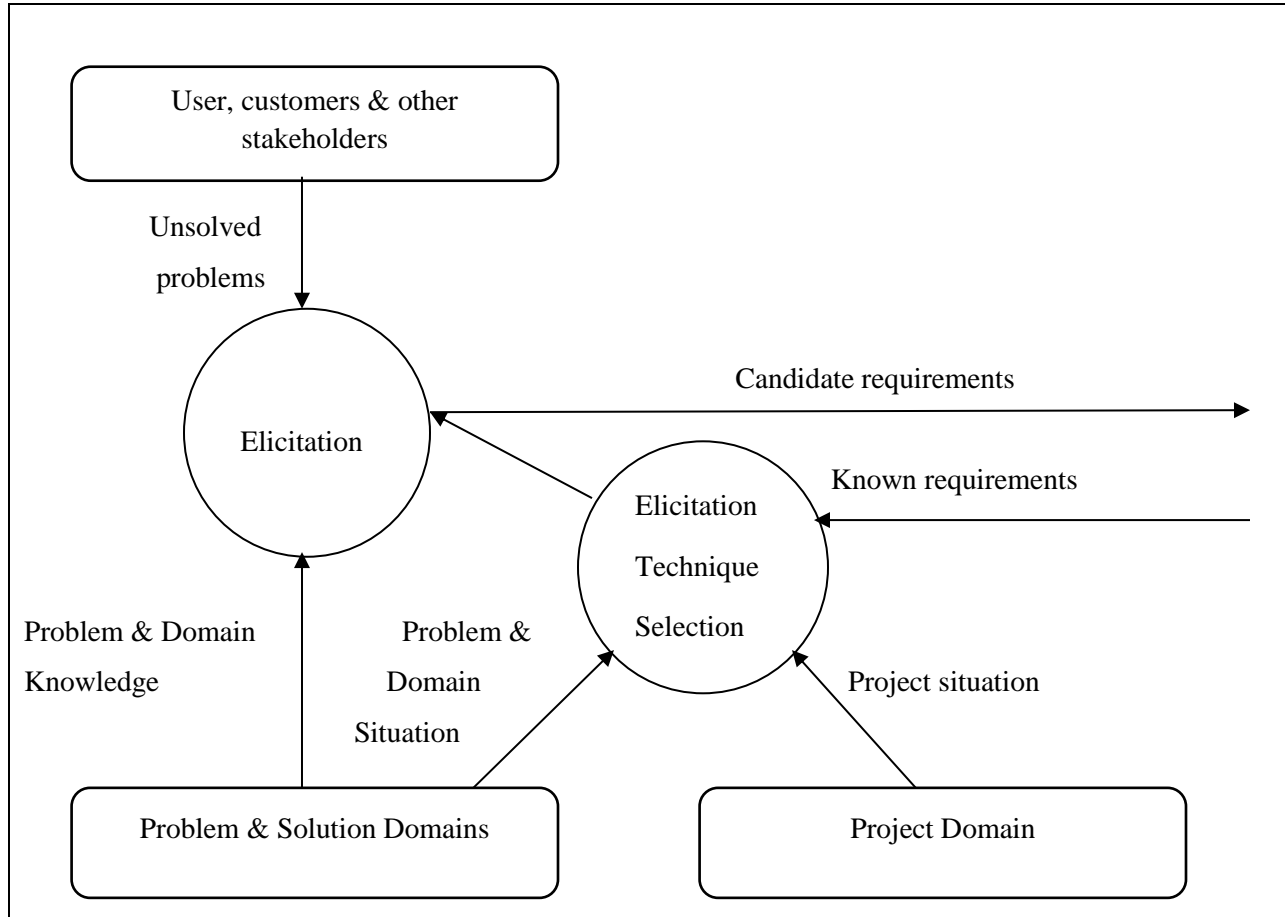 User, customers & other
stakeholders
Unsolved
problems
Elicitation
Candidate requirements
Known requirements
Elicitation
Technique
Selection
Problem & Domain
Knowledge
Problem &
Domain
Situation
Project situation
Problem & Solution Domains
Project Domain